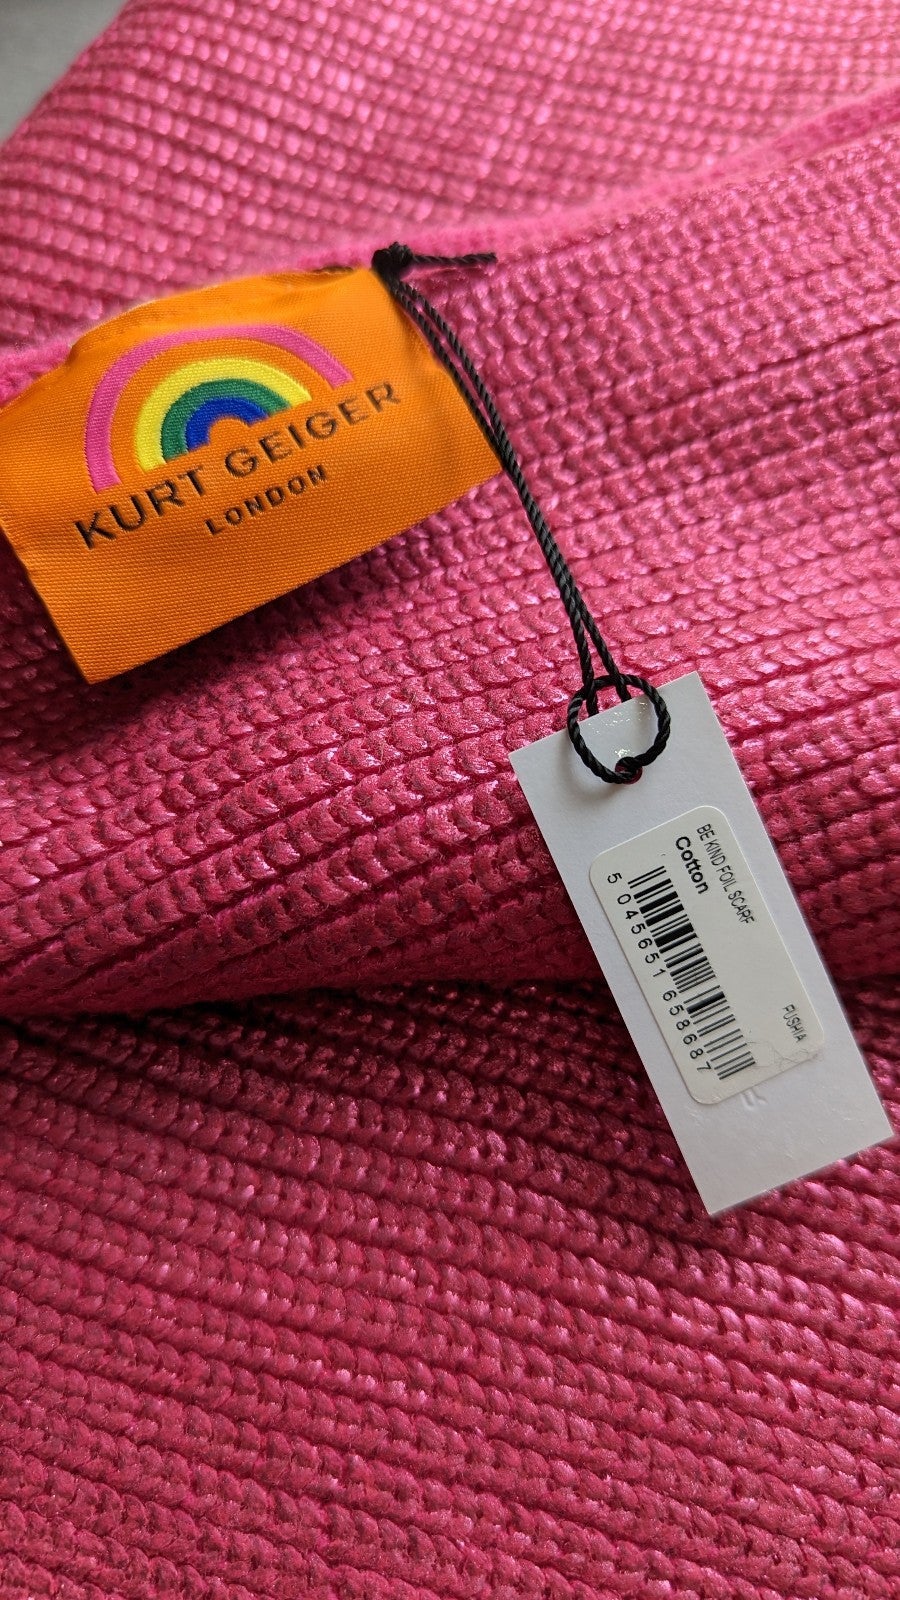 KURT GEIGER
LONDON
BE KIND FOIL SCARF
Cotton
5 045651 658687
FUSHIA